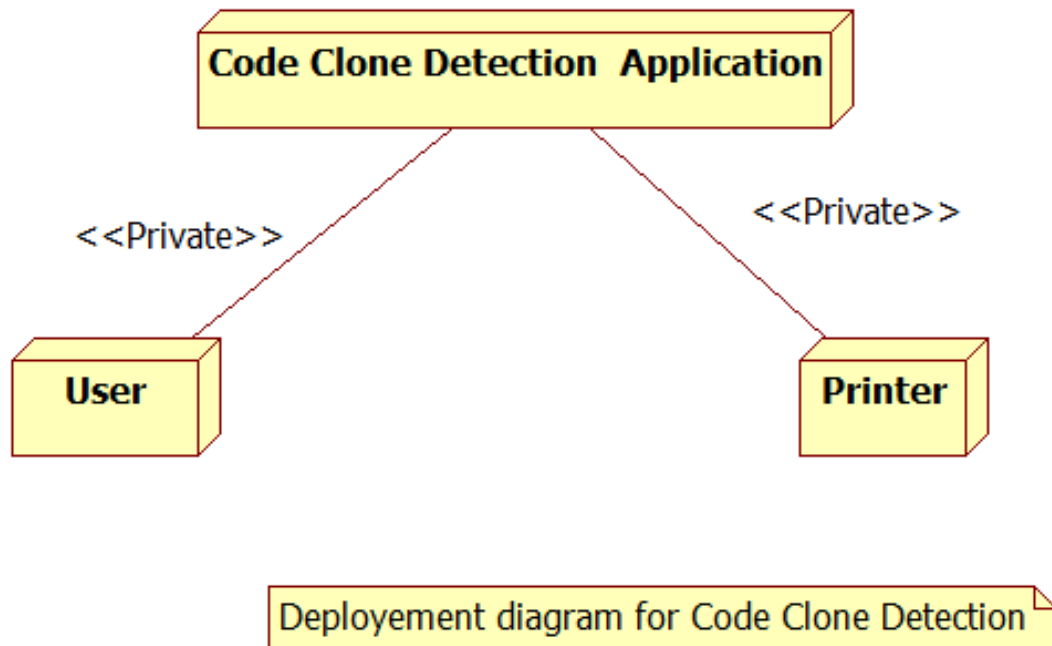 Code Clone Detection  Application
<<Private>>
<<Private>>
User
Printer
Deployement diagram for Code Clone Detection